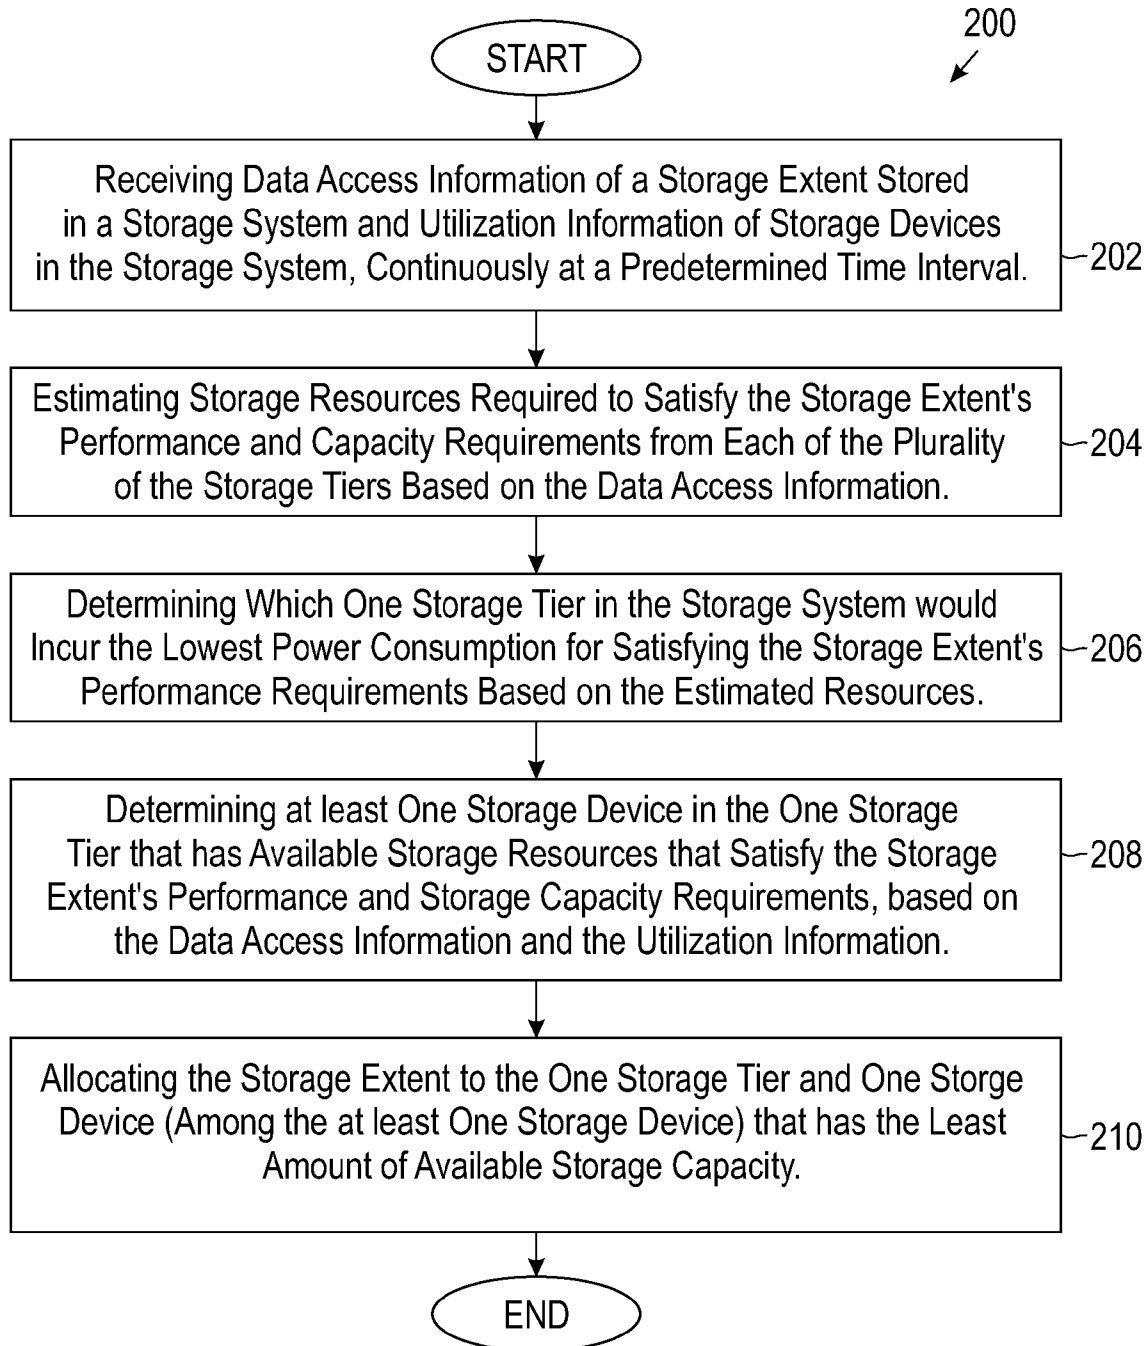 200
START
Receiving Data Access Information of a Storage Extent Stored
in a Storage System and Utilization Information of Storage Devices
in the Storage System, Continuously at a Predetermined Time Interval.
202
Estimating Storage Resources Required to Satisfy the Storage Extent's
Performance and Capacity Requirements from Each of the Plurality
of the Storage Tiers Based on the Data Access Information.
204
Determining Which One Storage Tier in the Storage System would
Incur the Lowest Power Consumption for Satisfying the Storage Extent's
Performance Requirements Based on the Estimated Resources.
206
Determining at least One Storage Device in the One Storage
Tier that has Available Storage Resources that Satisfy the Storage
Extent's Performance and Storage Capacity Requirements, based on
the Data Access Information and the Utilization Information.
208
Allocating the Storage Extent to the One Storage Tier and One Storge
Device (Among the at least One Storage Device) that has the Least
Amount of Available Storage Capacity.
210
END